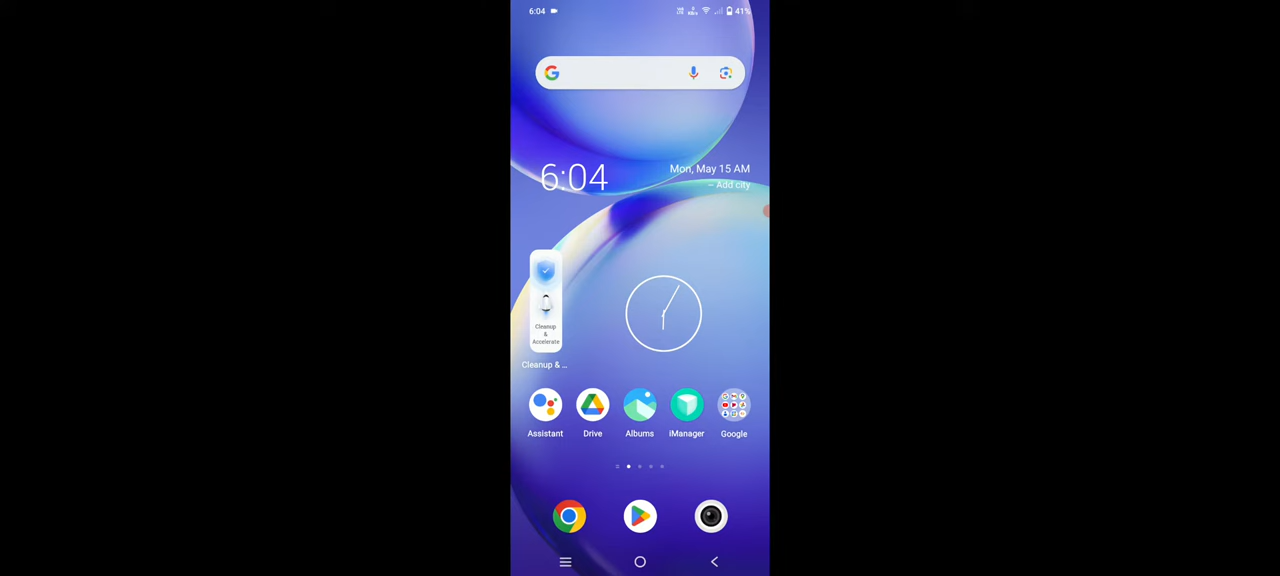 6:04
41%
6:04
Mon, May 15 AM
Add city
Cleanup
&
Accelerate
Cleanup & ...
Assistant
Drive
Albums
iManager
Google